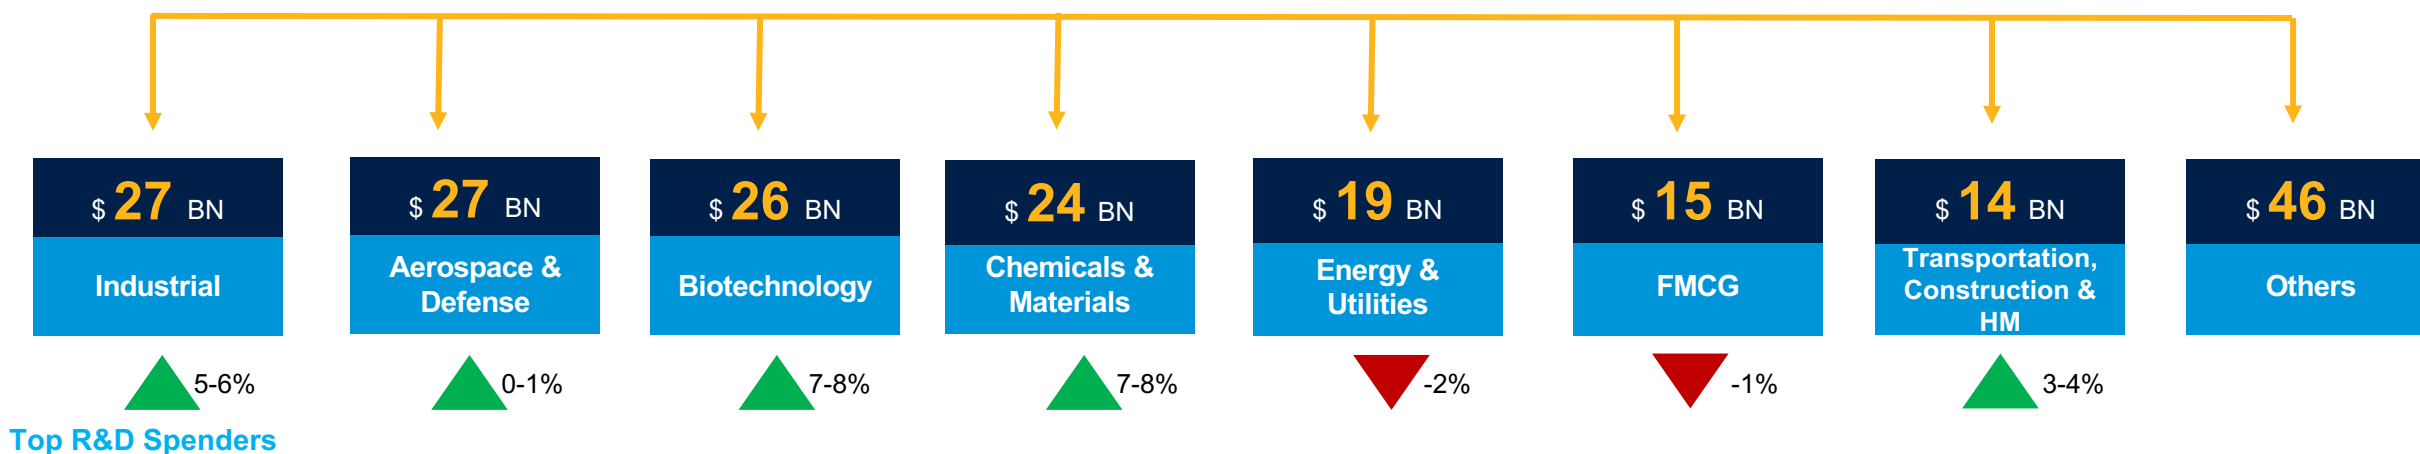 $ 27 BN
Industrial
5-6%
$ 27 BN
Aerospace &
Defense
0-1%
$ 26 BN
Biotechnology
7-8%
$ 24 BN
Chemicals &
Materials
7-8%
$ 19 BN
Energy &
Utilities
-2%
$ 15 BN
FMCG
-1%
$ 14 BN
Transportation,
Construction &
HM
3-4%
$ 46 BN
Others
Top R&D Spenders